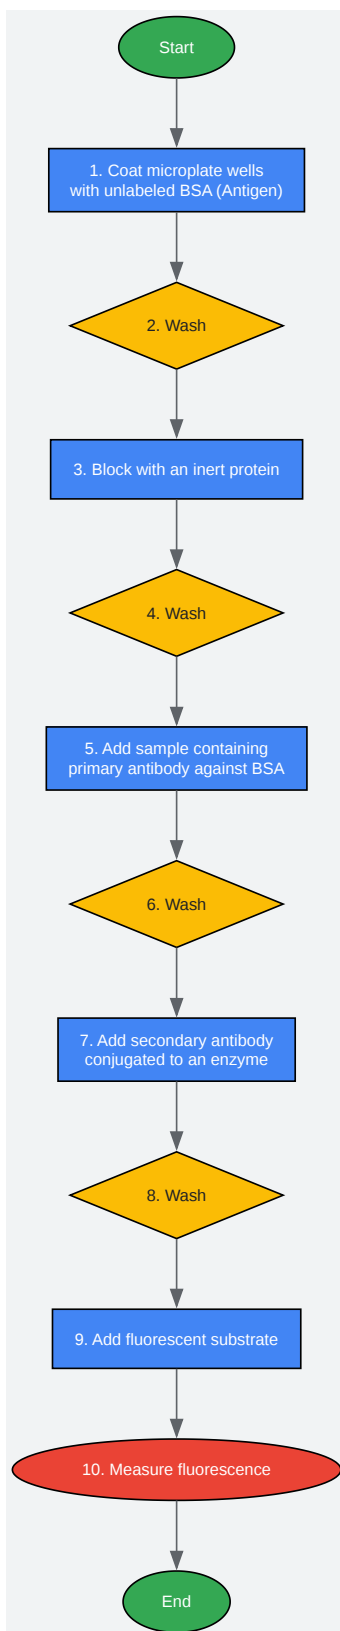 Start
1. Coat microplate wells
with unlabeled BSA (Antigen)
2. Wash
3. Block with an inert protein
4. Wash
5. Add sample containing
primary antibody against BSA
6. Wash
7. Add secondary antibody
conjugated to an enzyme
8. Wash
9. Add fluorescent substrate
10. Measure fluorescence
End